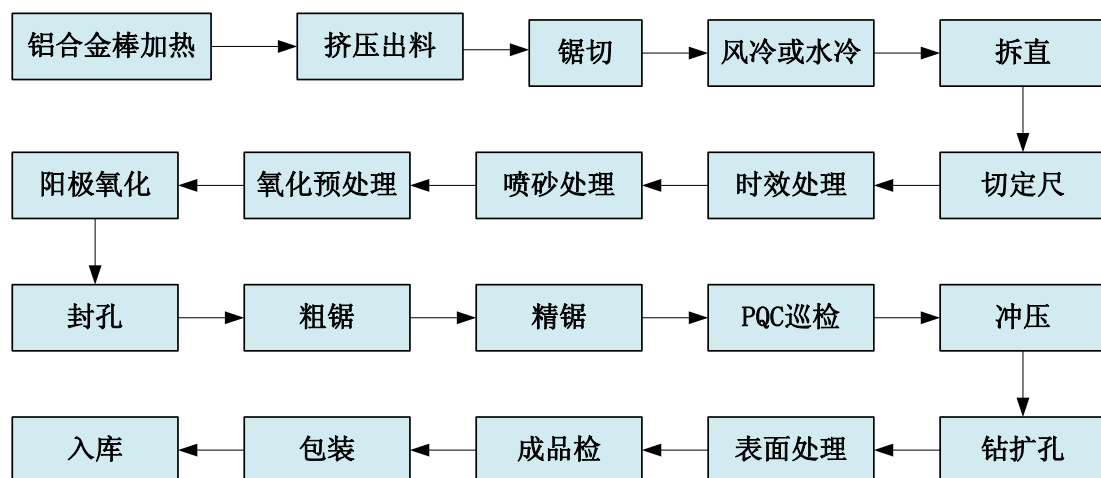 铝合金棒加热
挤压出料
锯切
风冷或水冷
拆直
切定尺
时效处理
喷砂处理
氧化预处理
阳极氧化
封孔
粗锯
精锯
PQC巡检
冲压
钻扩孔
表面处理
成品检
包装
入库